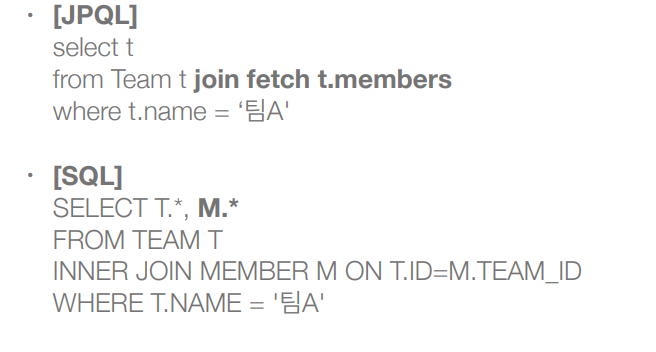 • [JPQL]
select t
from Team t join fetch t.members
where t.name = ‘팀A'
• [SQL]
SELECT T.*, M.*
FROM TEAM T
INNER JOIN MEMBER M ON T.ID=M.TEAM_ID
WHERE T.NAME = '팀A'